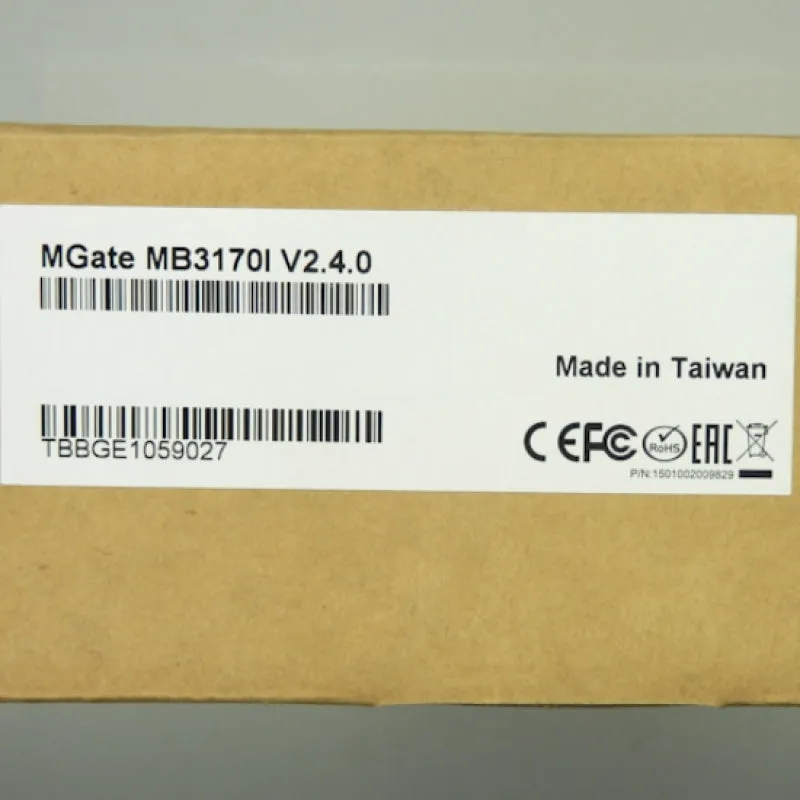 MGate MB3170I V2.4.0
Made in Taiwan
TBBGE1059027
CE FC RoHS EAC
P/N:1501002009829